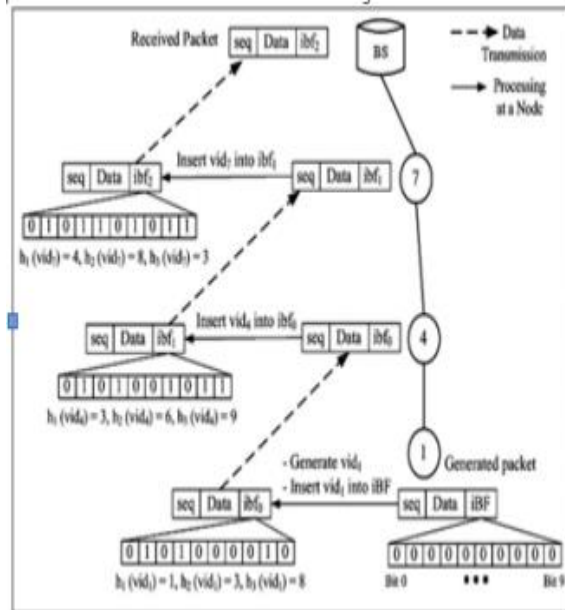 Received Packet
seq Data ibf₂
BS
Data
Transmission
Processing
at a Node
Insert vid₇ into ibf₁
seq Data ibf₂
seq Data ibf₁
7
0 1 0 1 1 1 0 1 0 1 1
h₁ (vid₇) = 4, h₂ (vid₇) = 8, h₃ (vid₇) = 3
Insert vid₄ into ibf₀
seq Data ibf₁
seq Data ibf₀
4
0 1 0 1 0 0 1 0 1 1
h₁ (vid₄) = 3, h₂ (vid₄) = 6, h₃ (vid₄) = 9
1
- Generate vid₁
Generated packet
- Insert vid₁ into iBF
seq Data ibf₀
seq Data iBF
0 1 0 1 0 0 0 0 1 0
0 0 0 0 0 0 0 0 0 0
h₁ (vid₁) = 1, h₂ (vid₁) = 3, h₃ (vid₁) = 8
Bit 0 ••• Bit 9